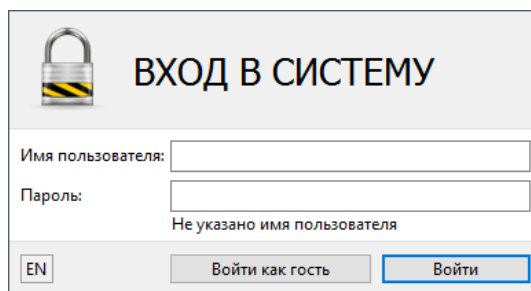 ВХОД В СИСТЕМУ
Имя пользователя:
Пароль:
Не указано имя пользователя
EN Войти как гость Войти